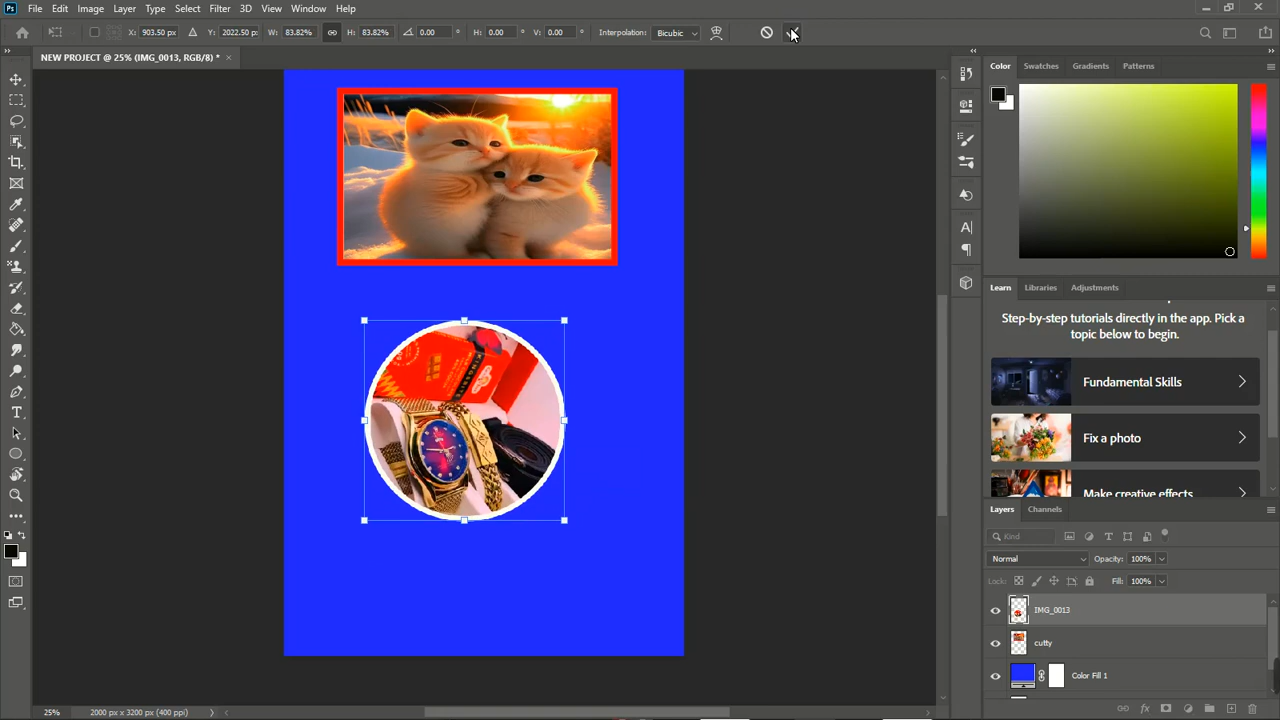 Ps File Edit Image Layer Type Select Filter 3D View Window Help
X: 903.50 px Y: 2022.50 px W: 83.82% H: 83.82% 0.00 ° H: 0.00 ° V: 0.00 ° Interpolation: Bicubic
NEW PROJECT @ 25% (IMG_0013, RGB/8) *
Color Swatches Gradients Patterns
Learn Libraries Adjustments
Step-by-step tutorials directly in the app. Pick a
topic below to begin.
Fundamental Skills
Fix a photo
Make creative effects
Layers Channels
Kind
Normal Opacity: 100%
Lock: Fill: 100%
IMG_0013
cutty
Color Fill 1
25% 2000 px x 3200 px (400 ppi)